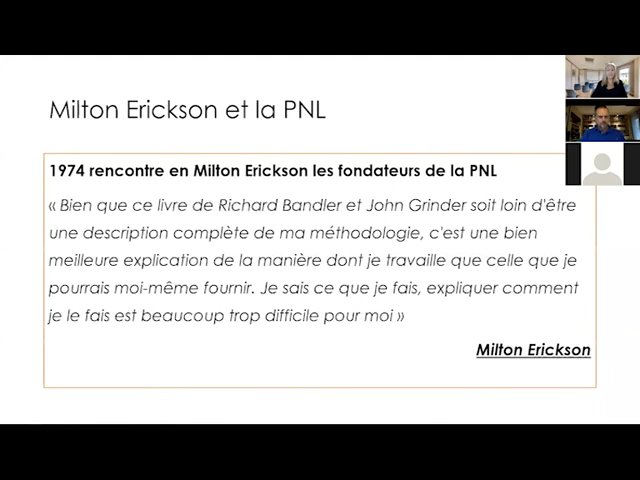 Milton Erickson et la PNL
1974 rencontre en Milton Erickson les fondateurs de la PNL
« Bien que ce livre de Richard Bandler et John Grinder soit loin d'être
une description complète de ma méthodologie, c'est une bien
meilleure explication de la manière dont je travaille que celle que je
pourrais moi-même fournir. Je sais ce que je fais, expliquer comment
je le fais est beaucoup trop difficile pour moi »
Milton Erickson